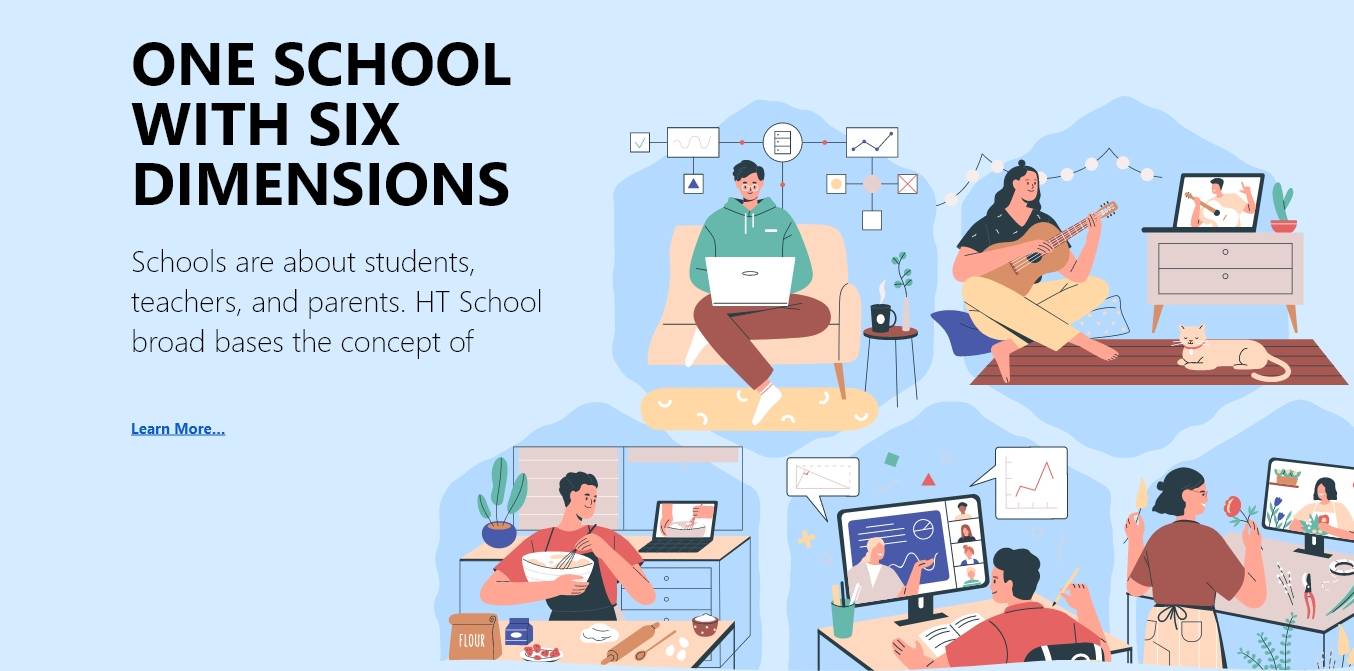 ONE SCHOOL
WITH SIX
DIMENSIONS
Schools are about students,
teachers, and parents. HT School
broad bases the concept of
Learn More...
FLOUR